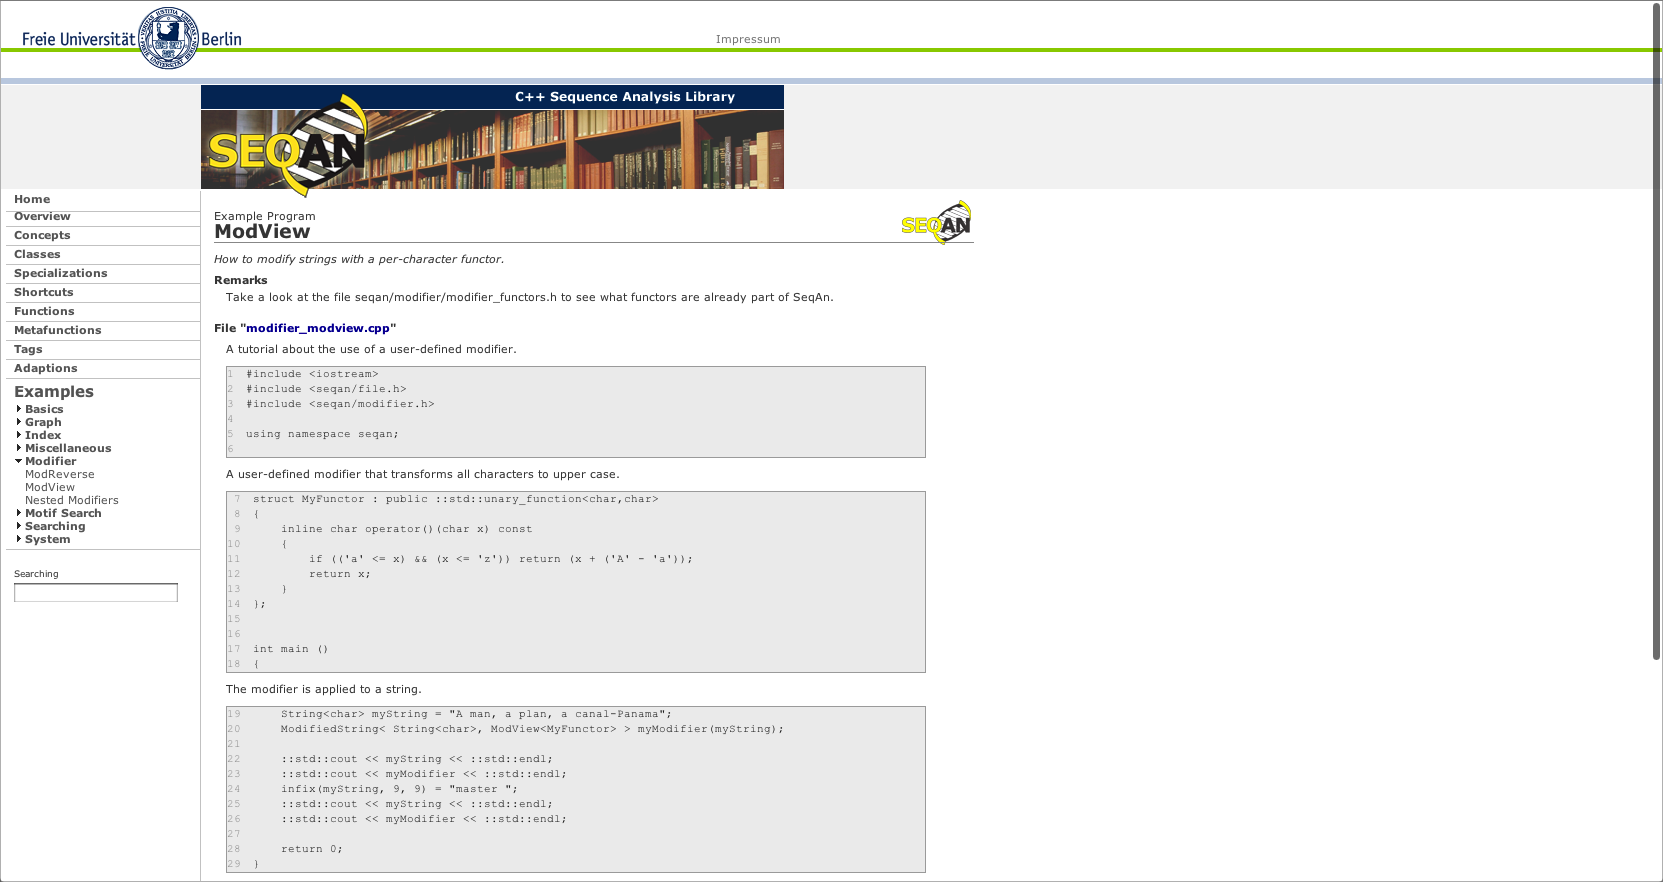 Freie Universität Berlin
Impressum
C++ Sequence Analysis Library
SEQAN
Home
Overview
Concepts
Classes
Specializations
Shortcuts
Functions
Metafunctions
Tags
Adaptions
Examples
Basics
Graph
Index
Miscellaneous
Modifier
ModReverse
ModView
Nested Modifiers
Motif Search
Searching
System
Searching
Example Program
ModView
SEQAN
How to modify strings with a per-character functor.
Remarks
Take a look at the file seqan/modifier/modifier_functors.h to see what functors are already part of SeqAn.
File "modifier_modview.cpp"
A tutorial about the use of a user-defined modifier.
1 #include <iostream>
2 #include <seqan/file.h>
3 #include <seqan/modifier.h>
4
5 using namespace seqan;
6
A user-defined modifier that transforms all characters to upper case.
7 struct MyFunctor : public ::std::unary_function<char,char>
8 {
9     inline char operator()(char x) const
10     {
11         if (('a' <= x) && (x <= 'z')) return (x + ('A' - 'a'));
12         return x;
13     }
14 };
15
16
17 int main ()
18 {
The modifier is applied to a string.
19     String<char> myString = "A man, a plan, a canal-Panama";
20     ModifiedString< String<char>, ModView<MyFunctor> > myModifier(myString);
21
22     ::std::cout << myString << ::std::endl;
23     ::std::cout << myModifier << ::std::endl;
24     infix(myString, 9, 9) = "master ";
25     ::std::cout << myString << ::std::endl;
26     ::std::cout << myModifier << ::std::endl;
27
28     return 0;
29 }